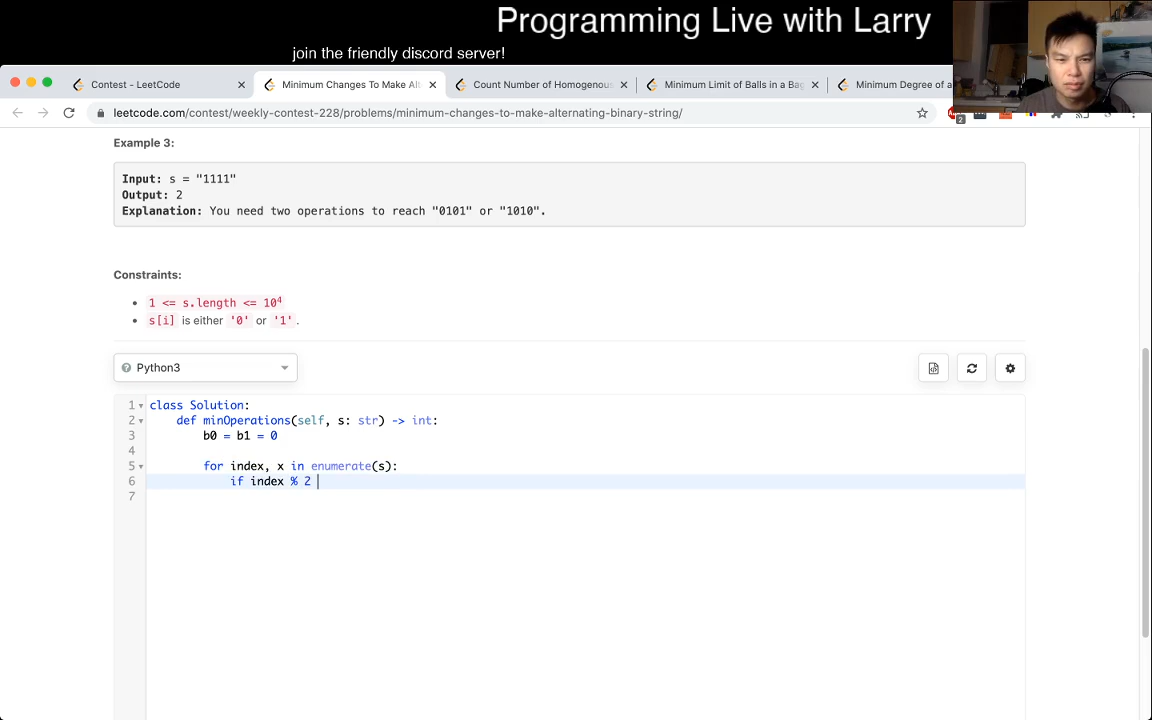 Programming Live with Larry
join the friendly discord server!
Contest - LeetCode
Minimum Changes To Make Alt
Count Number of Homogenous
Minimum Limit of Balls in a Bag
Minimum Degree of a
leetcode.com/contest/weekly-contest-228/problems/minimum-changes-to-make-alternating-binary-string/
2
Example 3:
Input: s = "1111"
Output: 2
Explanation: You need two operations to reach "0101" or "1010".
Constraints:
1 <= s.length <= 10⁴
s[i] is either '0' or '1'.
Python3
1 class Solution:
2 def minOperations(self, s: str) -> int:
3 b0 = b1 = 0
4
5 for index, x in enumerate(s):
6 if index % 2
7